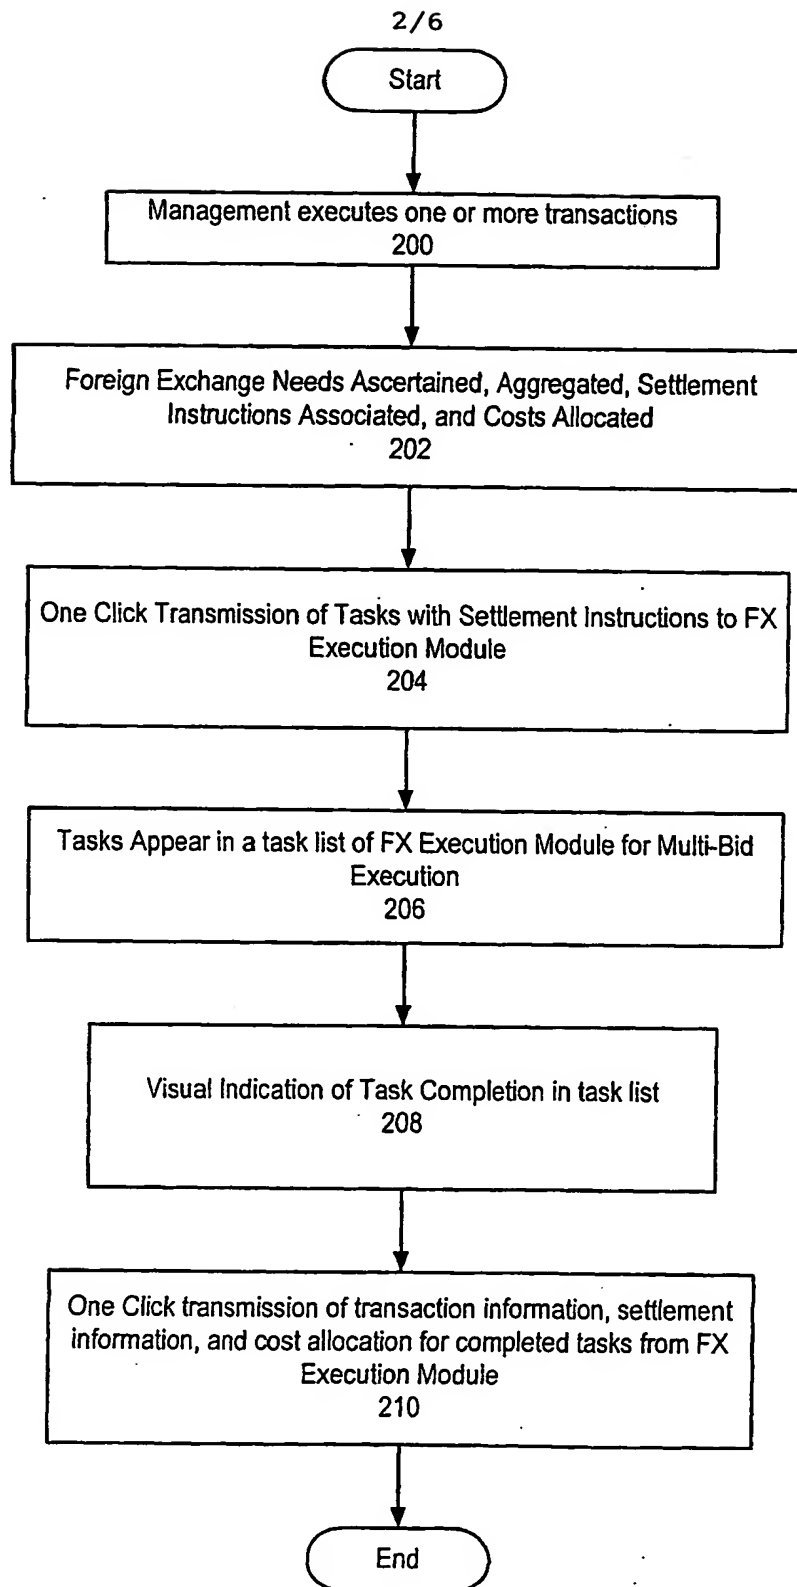 2/6
Start
Management executes one or more transactions
200
Foreign Exchange Needs Ascertained, Aggregated, Settlement
Instructions Associated, and Costs Allocated
202
One Click Transmission of Tasks with Settlement Instructions to FX
Execution Module
204
Tasks Appear in a task list of FX Execution Module for Multi-Bid
Execution
206
Visual Indication of Task Completion in task list
208
One Click transmission of transaction information, settlement
information, and cost allocation for completed tasks from FX
Execution Module
210
End